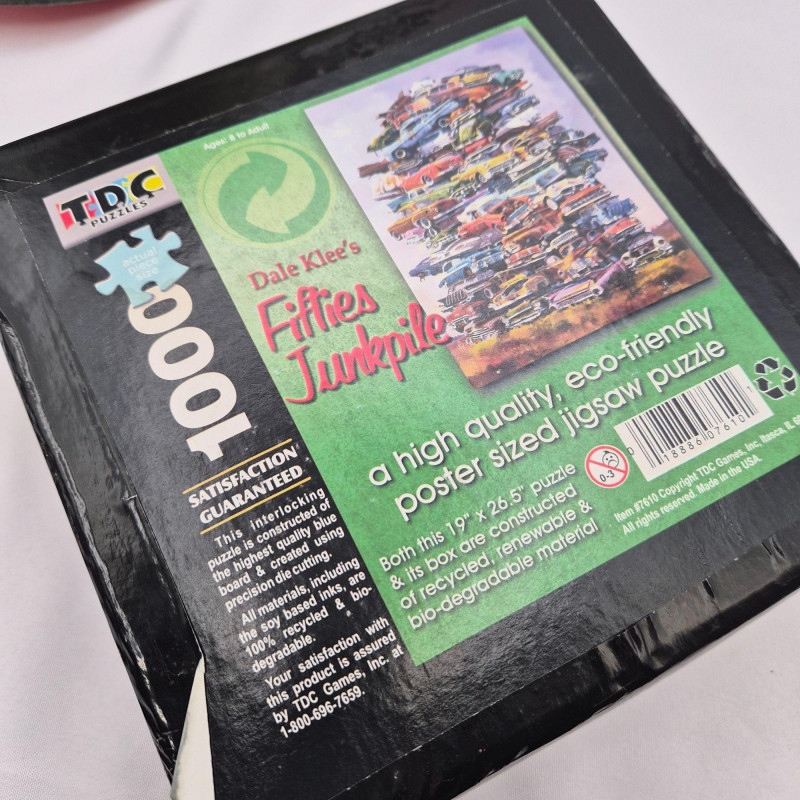 TDC
PUZZLES
actual
piece
size
1000
SATISFACTION
GUARANTEED
This interlocking
puzzle is constructed of
the highest quality blue
board & created using
precision die cutting.
All materials, including
the soy based inks, are
100% recycled & bio-
degradable.
Your satisfaction with
this product is assured
by TDC Games, Inc. at
1-800-696-7659.
Ages: 8 to Adult
Dale Klee's
Fifties
Junkpile
a high quality, eco-friendly
poster sized jigsaw puzzle
Both this 19" x 26.5" puzzle
& its box are constructed
of recycled, renewable &
bio-degradable material
0-3
0 18886 07610 1
Item #7610 Copyright TDC Games, Inc, Itasca, IL
All rights reserved. Made in the USA.